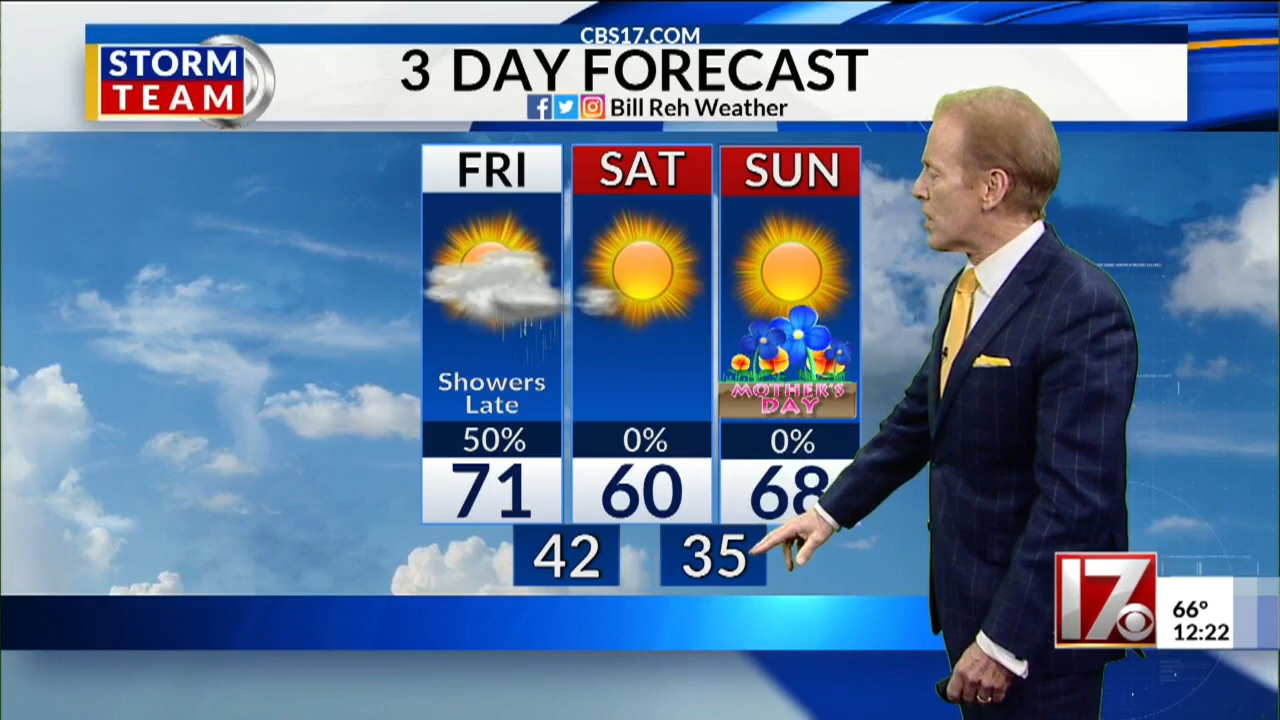 CBS17.COM
STORM
TEAM
3 DAY FORECAST
Bill Reh Weather
FRI
SAT
SUN
Showers
Late
MOTHER'S
DAY
50%
0%
0%
71
60
68
42
35
17
66°
12:22